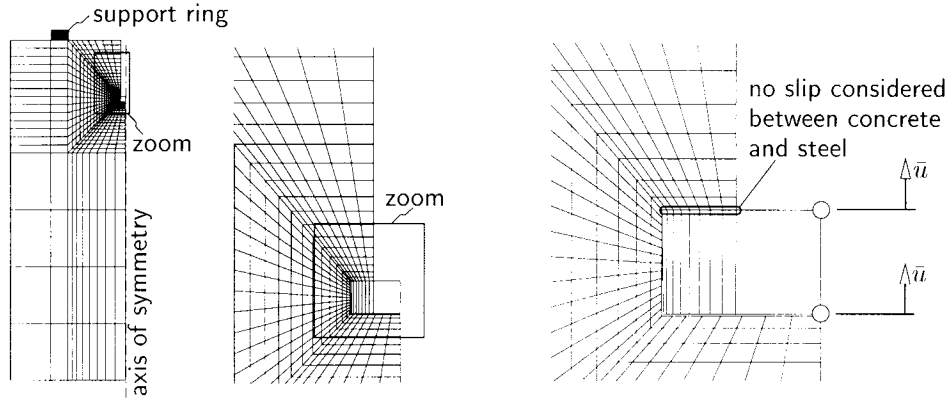 support ring
zoom
axis of symmetry
zoom
no slip considered
between concrete
and steel
ū
ū